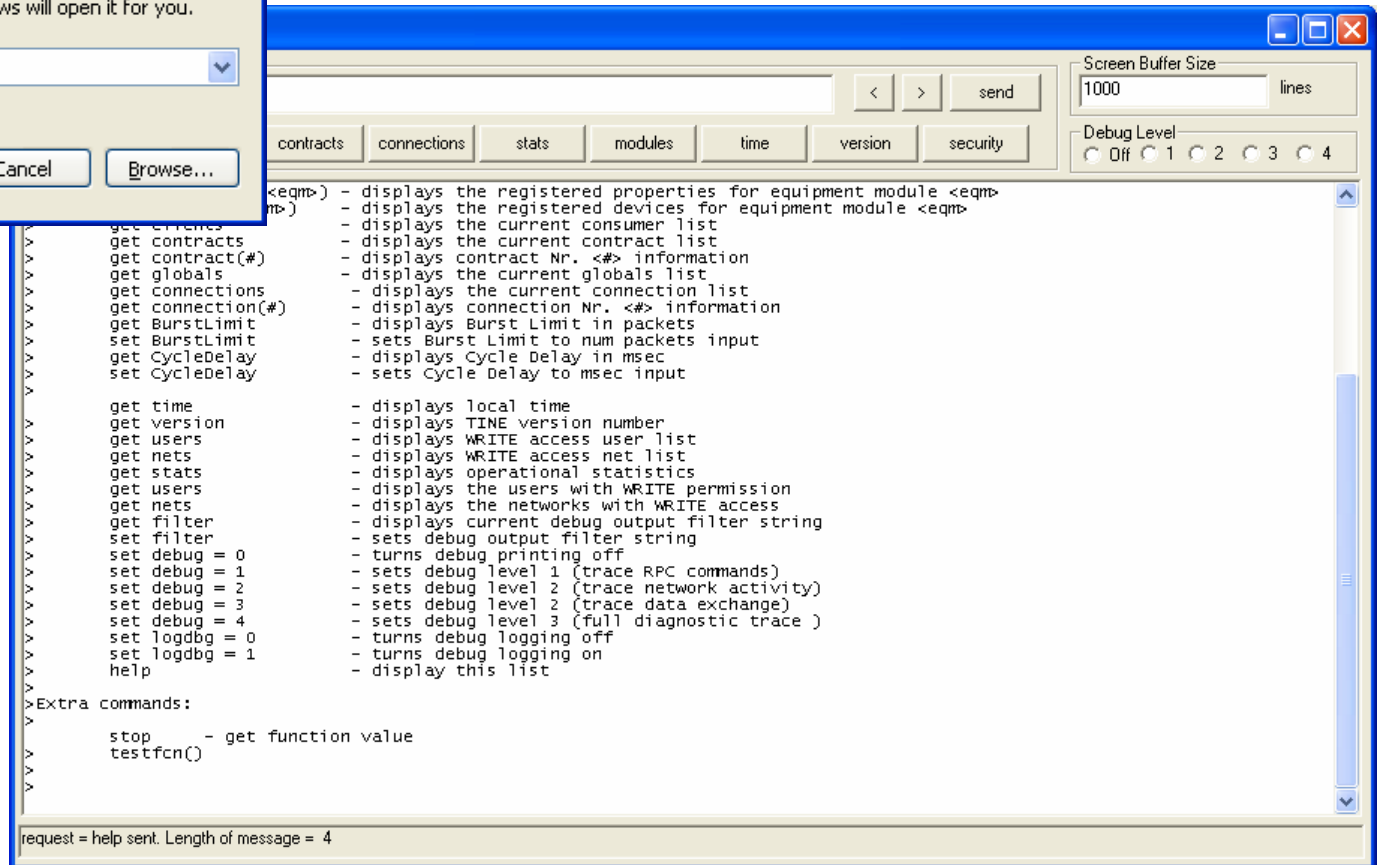 ws will open it for you.
Cancel Browse...
Screen Buffer Size
1000 lines
< > send
contracts connections stats modules time version security
Debug Level
Off 1 2 3 4
<eqm>) - displays the registered properties for equipment module <eqm>
m>) - displays the registered devices for equipment module <eqm>
> get clients - displays the current consumer list
> get contracts - displays the current contract list
> get contract(#) - displays contract Nr. <#> information
> get globals - displays the current globals list
> get connections - displays the current connection list
> get connection(#) - displays connection Nr. <#> information
> get BurstLimit - displays Burst Limit in packets
> set BurstLimit - sets Burst Limit to num packets input
> get CycleDelay - displays Cycle Delay in msec
> set CycleDelay - sets Cycle Delay to msec input
>
get time - displays local time
> get version - displays TINE version number
> get users - displays WRITE access user list
> get nets - displays WRITE access net list
> get stats - displays operational statistics
> get users - displays the users with WRITE permission
> get nets - displays the networks with WRITE access
> get filter - displays current debug output filter string
> set filter - sets debug output filter string
> set debug = 0 - turns debug printing off
> set debug = 1 - sets debug level 1 (trace RPC commands)
> set debug = 2 - sets debug level 2 (trace network activity)
> set debug = 3 - sets debug level 2 (trace data exchange)
> set debug = 4 - sets debug level 3 (full diagnostic trace )
> set logdbg = 0 - turns debug logging off
> set logdbg = 1 - turns debug logging on
> help - display this list
>
>Extra commands:
>
stop - get function value
> testfcn()
>
>
request = help sent. Length of message = 4